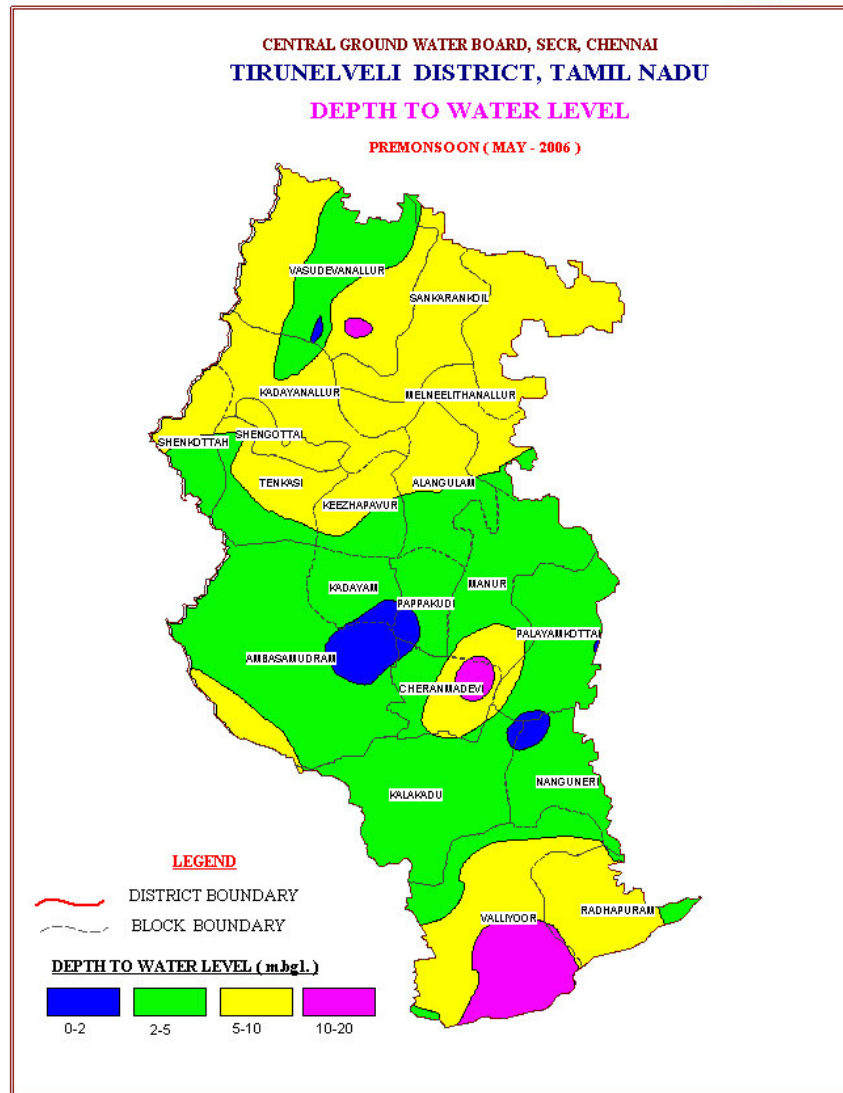 CENTRAL GROUND WATER BOARD, SECR, CHENNAI
TIRUNELVELI DISTRICT, TAMIL NADU
DEPTH TO WATER LEVEL
PREMONSOON ( MAY - 2006 )
VASUDEVANALLUR
SANKARANKOIL
KADAYANALLUR
MELNEELITHANALLUR
SHENGOTTAI
SHENKOTTAH
TENKASI
ALANGULAM
KEEZHAPAVUR
KADAYAM
MANUR
PAPPAKUDI
PALAYAMKOTTAI
AMBASAMUDRAM
CHERANMADEVI
NANGUNERI
KALAKADU
LEGEND
DISTRICT BOUNDARY
RADHAPURAM
VALLIYOOR
BLOCK BOUNDARY
DEPTH TO WATER LEVEL ( m.bgl. )
0-2 2-5 5-10 10-20